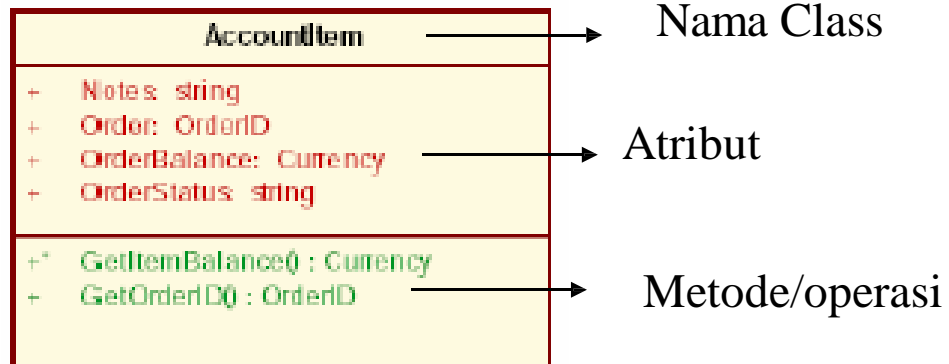 AccountItem
Nama Class
+ Notes: string
+ Order: OrderID
+ OrderBalance: Currency
Atribut
+ OrderStatus: string
+* GetItemBalance() : Currency
+ GetOrderID() : OrderID
Metode/operasi